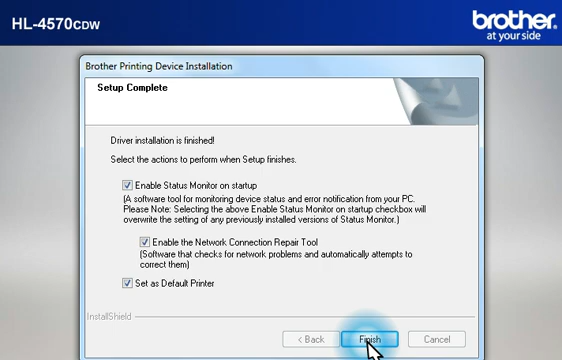 HL-4570CDW
brother
at your side
Brother Printing Device Installation
Setup Complete
Driver installation is finished!
Select the actions to perform when Setup finishes.
Enable Status Monitor on startup
(A software tool for monitoring device status and error notification from your PC.
Please Note: Selecting the above Enable Status Monitor on startup checkbox will
overwrite the setting of any previously installed versions of Status Monitor.)
Enable the Network Connection Repair Tool
(Software that checks for network problems and automatically attempts to
correct them)
Set as Default Printer
InstallShield
< Back
Finish
Cancel